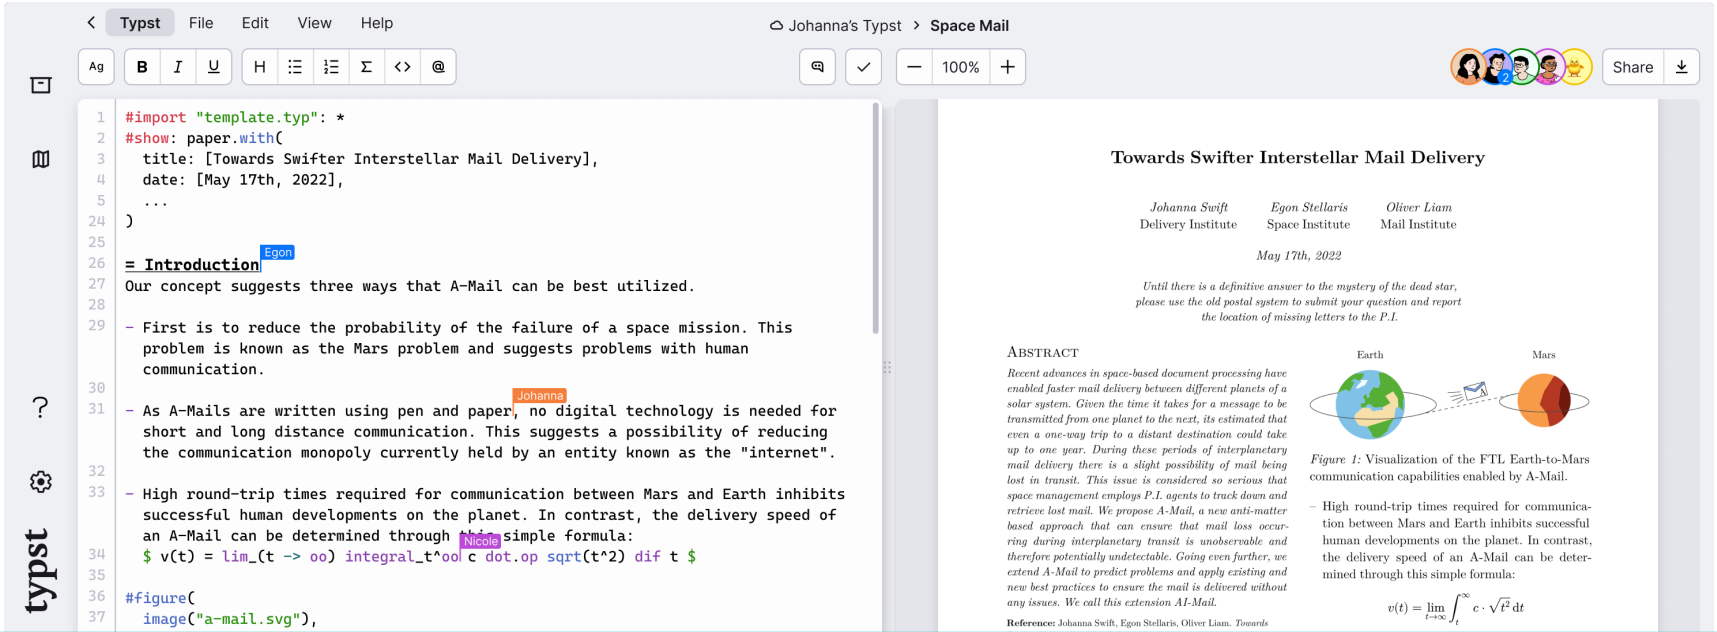 Typst File Edit View Help
Johanna's Typst > Space Mail
Ag B I U H Σ <> @
100%
2
Share
1 #import "template.typ": *
2 #show: paper.with(
3 title: [Towards Swifter Interstellar Mail Delivery],
4 date: [May 17th, 2022],
5 ...
24 )
25
Egon
26 = Introduction
27 Our concept suggests three ways that A-Mail can be best utilized.
28
29 - First is to reduce the probability of the failure of a space mission. This
problem is known as the Mars problem and suggests problems with human
communication.
30
Johanna
31 - As A-Mails are written using pen and paper, no digital technology is needed for
short and long distance communication. This suggests a possibility of reducing
the communication monopoly currently held by an entity known as the "internet".
32
33 - High round-trip times required for communication between Mars and Earth inhibits
successful human developments on the planet. In contrast, the delivery speed of
an A-Mail can be determined through this simple formula:
Nicole
34 $ v(t) = lim_(t -> oo) integral_t^oo c dot.op sqrt(t^2) dif t $
35
36 #figure(
37 image("a-mail.svg"),
typst
Towards Swifter Interstellar Mail Delivery
Johanna Swift Egon Stellaris Oliver Liam
Delivery Institute Space Institute Mail Institute
May 17th, 2022
Until there is a definitive answer to the mystery of the dead star,
please use the old postal system to submit your question and report
the location of missing letters to the P.I.
Abstract
Recent advances in space-based document processing have
enabled faster mail delivery between different planets of a
solar system. Given the time it takes for a message to be
transmitted from one planet to the next, its estimated that
even a one-way trip to a distant destination could take
up to one year. During these periods of interplanetary
mail delivery there is a slight possibility of mail being
lost in transit. This issue is considered so serious that
space management employs P.I. agents to track down and
retrieve lost mail. We propose A-Mail, a new anti-matter
based approach that can ensure that mail loss occur-
ring during interplanetary transit is unobservable and
therefore potentially undetectable. Going even further, we
extend A-Mail to predict problems and apply existing and
new best practices to ensure the mail is delivered without
any issues. We call this extension AI-Mail.
Reference: Johanna Swift, Egon Stellaris, Oliver Liam. Towards
Earth Mars
A
Figure 1: Visualization of the FTL Earth-to-Mars
communication capabilities enabled by A-Mail.
– High round-trip times required for communica-
tion between Mars and Earth inhibits successful
human developments on the planet. In contrast,
the delivery speed of an A-Mail can be deter-
mined through this simple formula:
v(t) = lim t→∞ ∫ t ∞ c · √t² dt